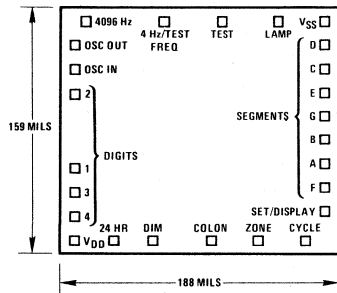 4096 Hz
4 Hz/TEST
FREQ
TEST
LAMP
VSS
OSC OUT
OSC IN
2
DIGITS
1
3
4
VDD
24 HR
DIM
COLON
ZONE
CYCLE
SET/DISPLAY
SEGMENTS
D
C
E
G
B
A
F
159 MILS
188 MILS